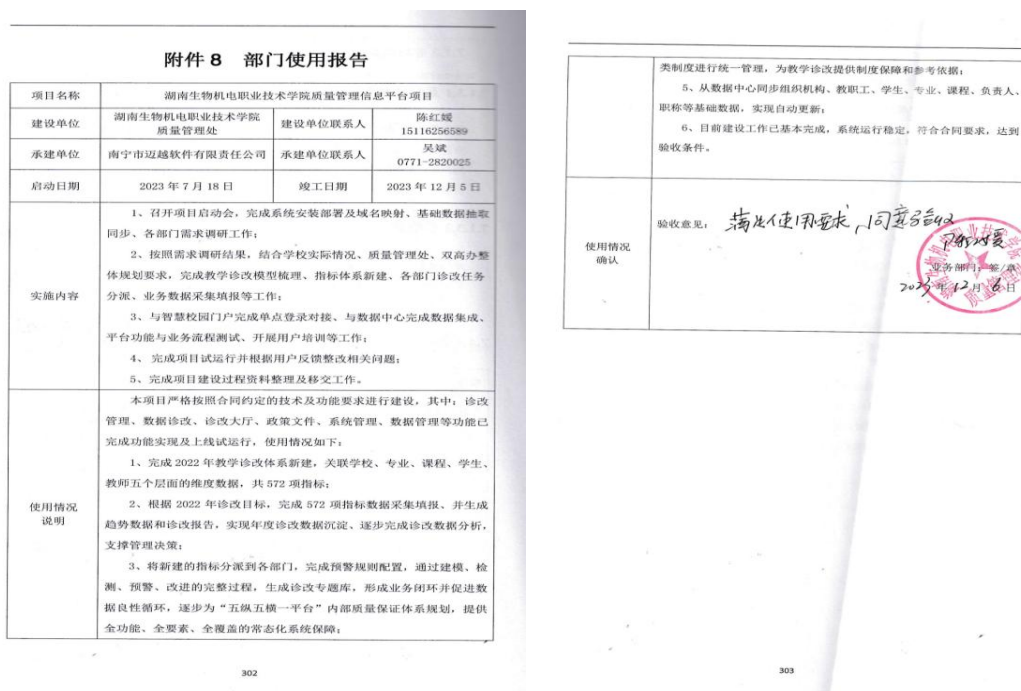 附件 8 部门使用报告
项目名称 湖南生物机电职业技术学院质量管理信息平台项目
建设单位 湖南生物机电职业技术学院
质量管理处 建设单位联系人 陈红媛
15116256589
承建单位 南宁市迈越软件有限责任公司 承建单位联系人 吴斌
0771-2820025
启动日期 2023 年 7 月 18 日 竣工日期 2023 年 12 月 5 日
实施内容
1、召开项目启动会，完成系统安装部署及域名映射、基础数据抽取
同步、各部门需求调研工作；
2、按照需求调研结果，结合学校实际情况、质量管理处、双高办整
体规划要求，完成教学诊改模型梳理、指标体系新建、各部门诊改任务
分派、业务数据采集填报等工作；
3、与智慧校园门户完成单点登录对接、与数据中心完成数据集成、
平台功能与业务流程测试、开展用户培训等工作；
4、 完成项目试运行并根据用户反馈整改相关问题；
5、完成项目建设过程资料整理及移交工作。
使用情况
说明
本项目严格按照合同约定的技术及功能要求进行建设，其中：诊改
管理、数据诊改、诊改大厅、政策文件、系统管理、数据管理等功能已
完成功能实现及上线试运行，使用情况如下：
1、完成 2022 年教学诊改体系新建，关联学校、专业、课程、学生、
教师五个层面的维度数据，共 572 项指标；
2、根据 2022 年诊改目标，完成 572 项指标数据采集填报、并生成
趋势数据和诊改报告，实现年度诊改数据沉淀、逐步完成诊改数据分析，
支撑管理决策；
3、将新建的指标分派到各部门，完成预警规则配置，通过建模、检
测、预警、改进的完整过程，生成诊改专题库，形成业务闭环并促进数
据良性循环，逐步为“五纵五横一平台”内部质量保证体系规划，提供
全功能、全要素、全覆盖的常态化系统保障；
302
类制度进行统一管理，为教学诊改提供制度保障和参考依据；
5、从数据中心同步组织机构、教职工、学生、专业、课程、负责人、
职称等基础数据，实现自动更新；
6、目前建设工作已基本完成，系统运行稳定，符合合同要求，达到
验收条件。
使用情况
确认
验收意见： 满足使用要求，同意验收
业务部门：签/章
2023 年 12 月 6 日
303